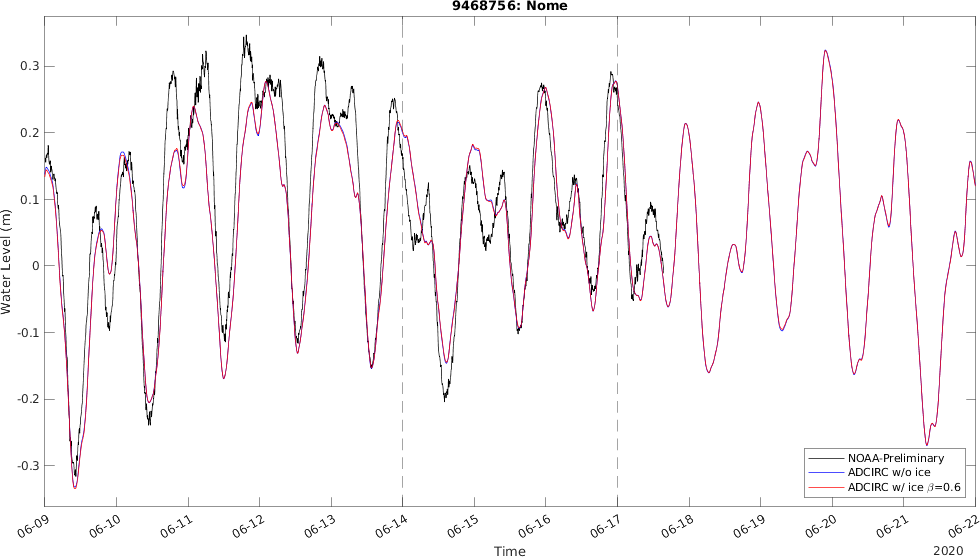 9468756: Nome
Water Level (m)
0.3
0.2
0.1
0
-0.1
-0.2
-0.3
NOAA-Preliminary
ADCIRC w/o ice
ADCIRC w/ ice β=0.6
06-09 06-10 06-11 06-12 06-13 06-14 06-15 06-16 06-17 06-18 06-19 06-20 06-21 06-22
Time
2020